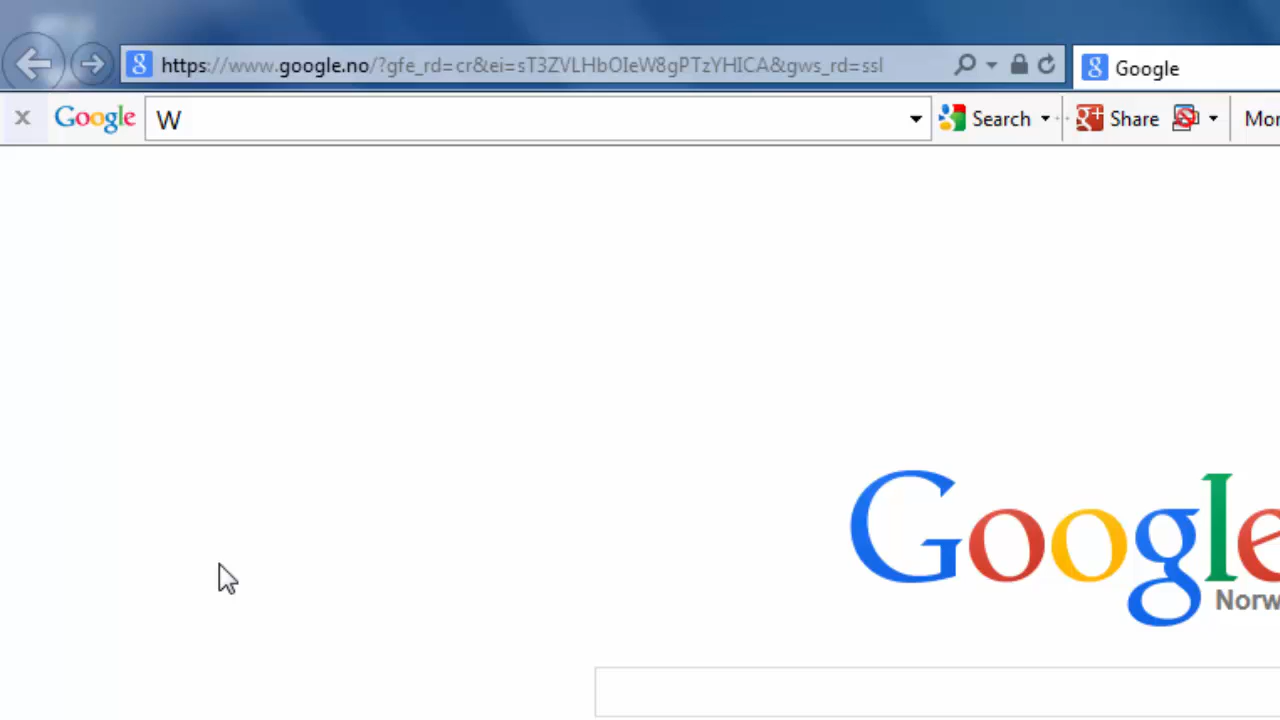 https://www.google.no/?gfe_rd=cr&ei=sT3ZVLHbOIeW8gPTzYHICA&gws_rd=ssl
Google
Google W Search Share Mor
Google
Norw